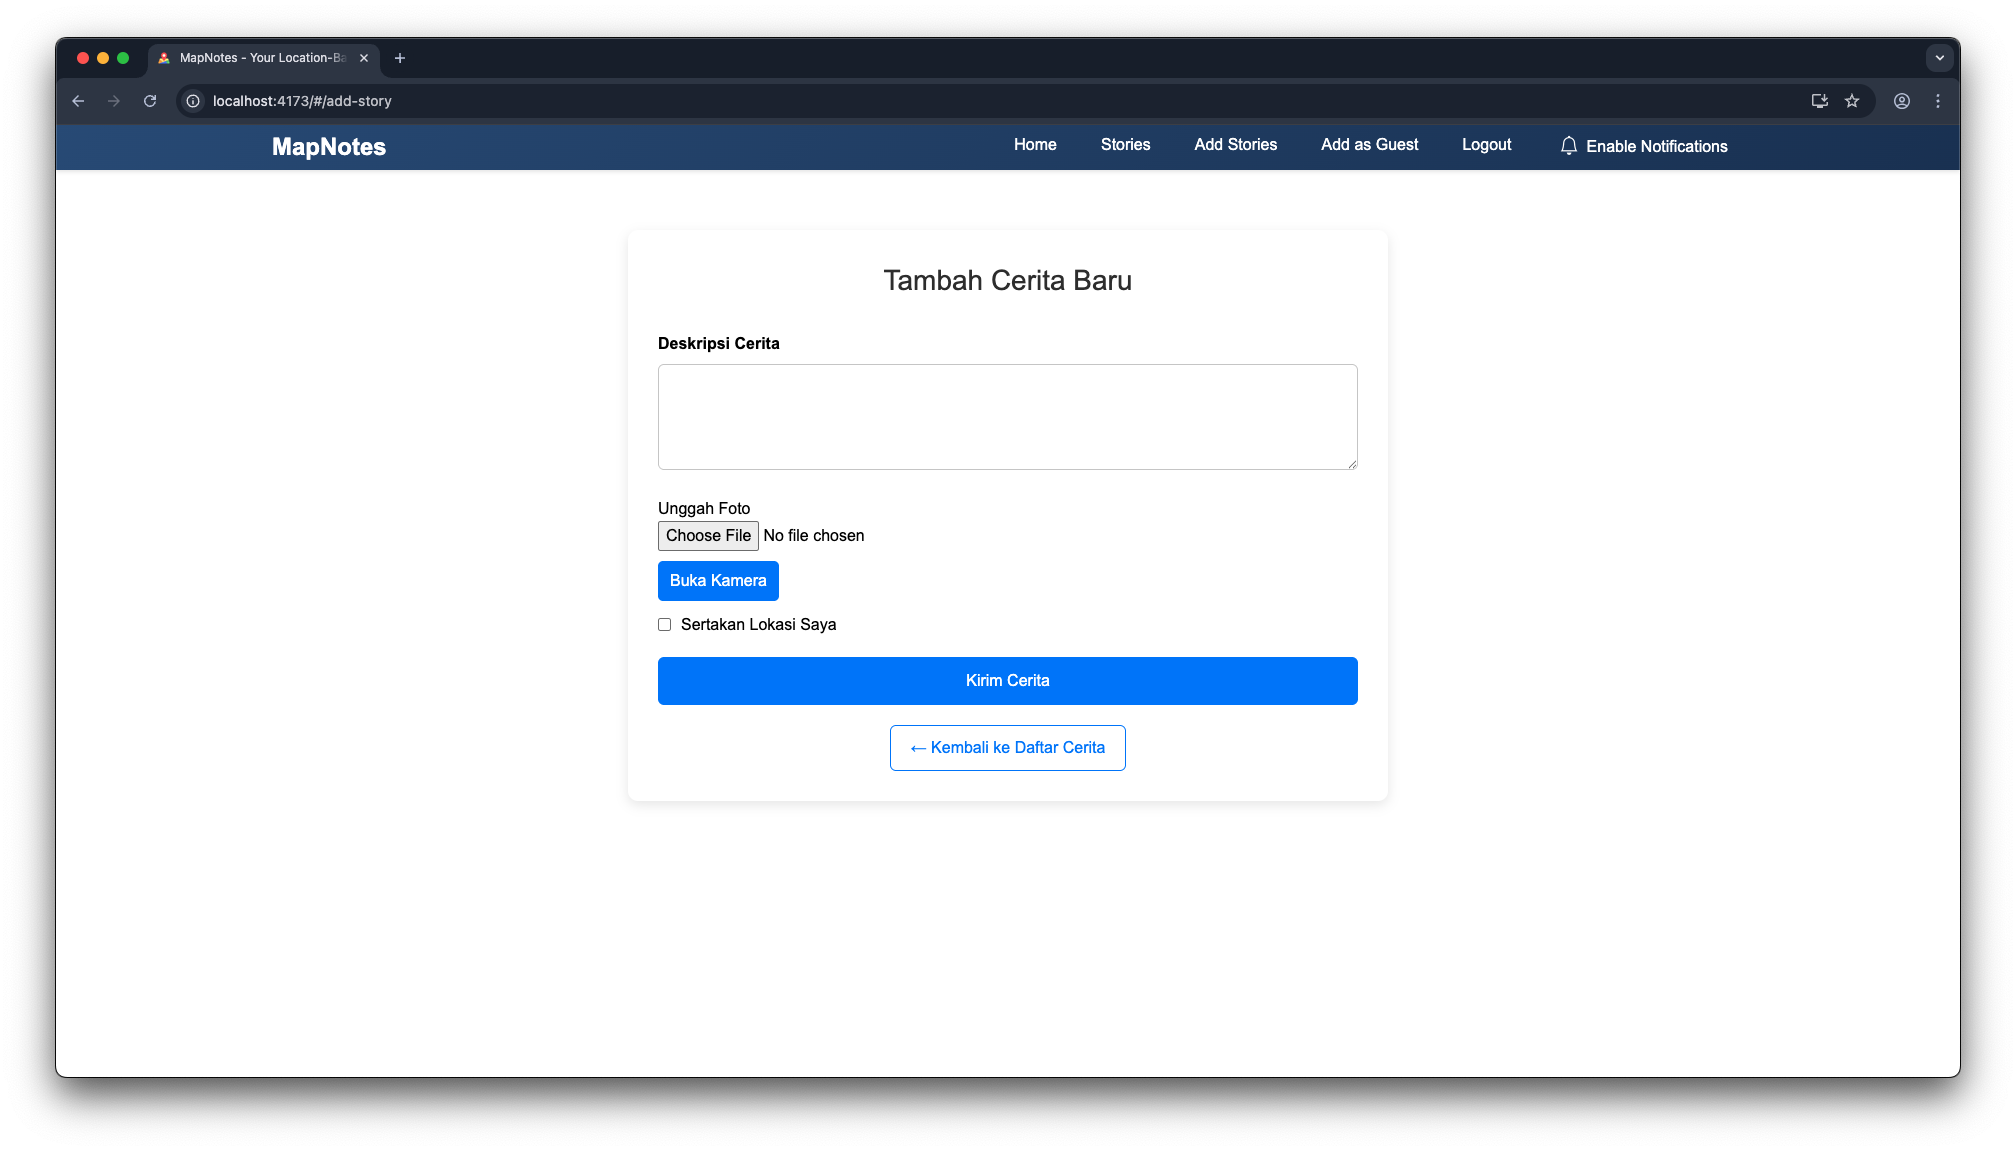 MapNotes - Your Location-Ba
localhost:4173/#/add-story
MapNotes
Home
Stories
Add Stories
Add as Guest
Logout
Enable Notifications
Tambah Cerita Baru
Deskripsi Cerita
Unggah Foto
Choose File No file chosen
Buka Kamera
Sertakan Lokasi Saya
Kirim Cerita
← Kembali ke Daftar Cerita